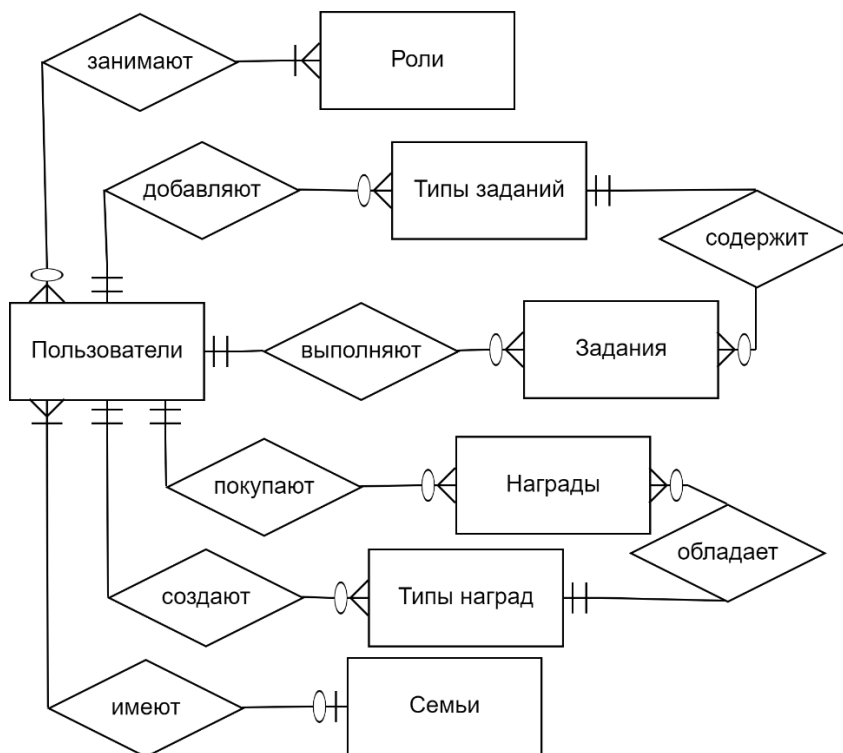 занимают
Роли
добавляют
Типы заданий
содержит
Пользователи
выполняют
Задания
покупают
Награды
обладает
создают
Типы наград
имеют
Семьи